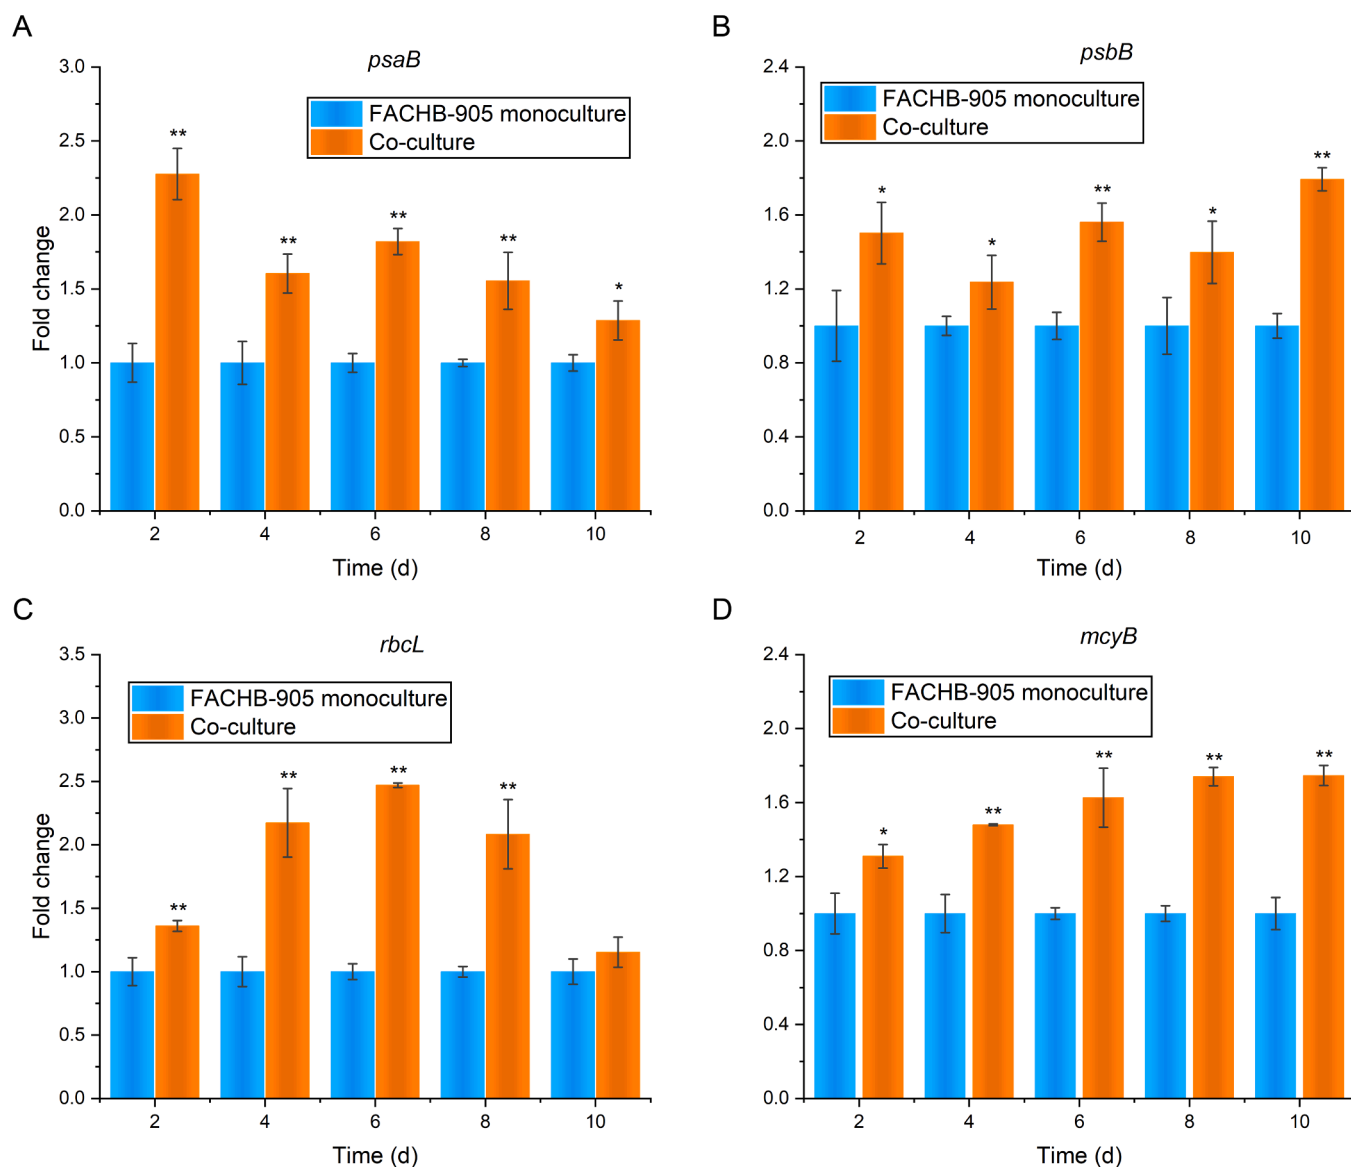 A
psaB
3.0
2.5
2.0
1.5
1.0
0.5
0.0
Fold change
FACHB-905 monoculture
Co-culture
**
**
**
**
*
2 4 6 8 10
Time (d)
B
psbB
2.4
2.0
1.6
1.2
0.8
0.4
0.0
FACHB-905 monoculture
Co-culture
*
*
**
*
**
2 4 6 8 10
Time (d)
C
rbcL
3.5
3.0
2.5
2.0
1.5
1.0
0.5
0.0
Fold change
FACHB-905 monoculture
Co-culture
**
**
**
**
2 4 6 8 10
Time (d)
D
mcyB
2.4
2.0
1.6
1.2
0.8
0.4
0.0
FACHB-905 monoculture
Co-culture
*
**
**
**
**
2 4 6 8 10
Time (d)